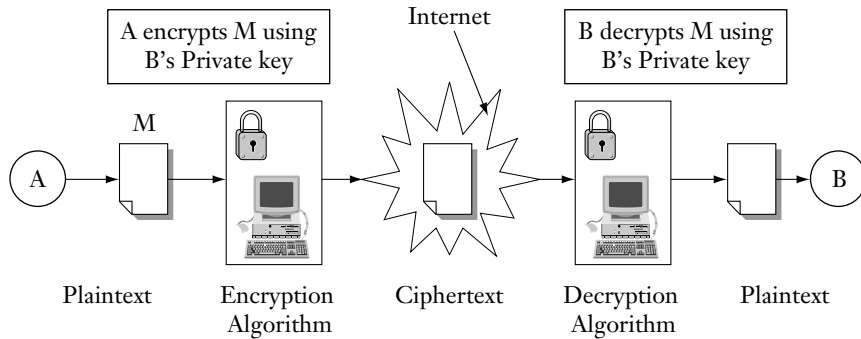 A encrypts M using
B's Private key
Internet
B decrypts M using
B's Private key
M
A
B
Plaintext
Encryption
Algorithm
Ciphertext
Decryption
Algorithm
Plaintext